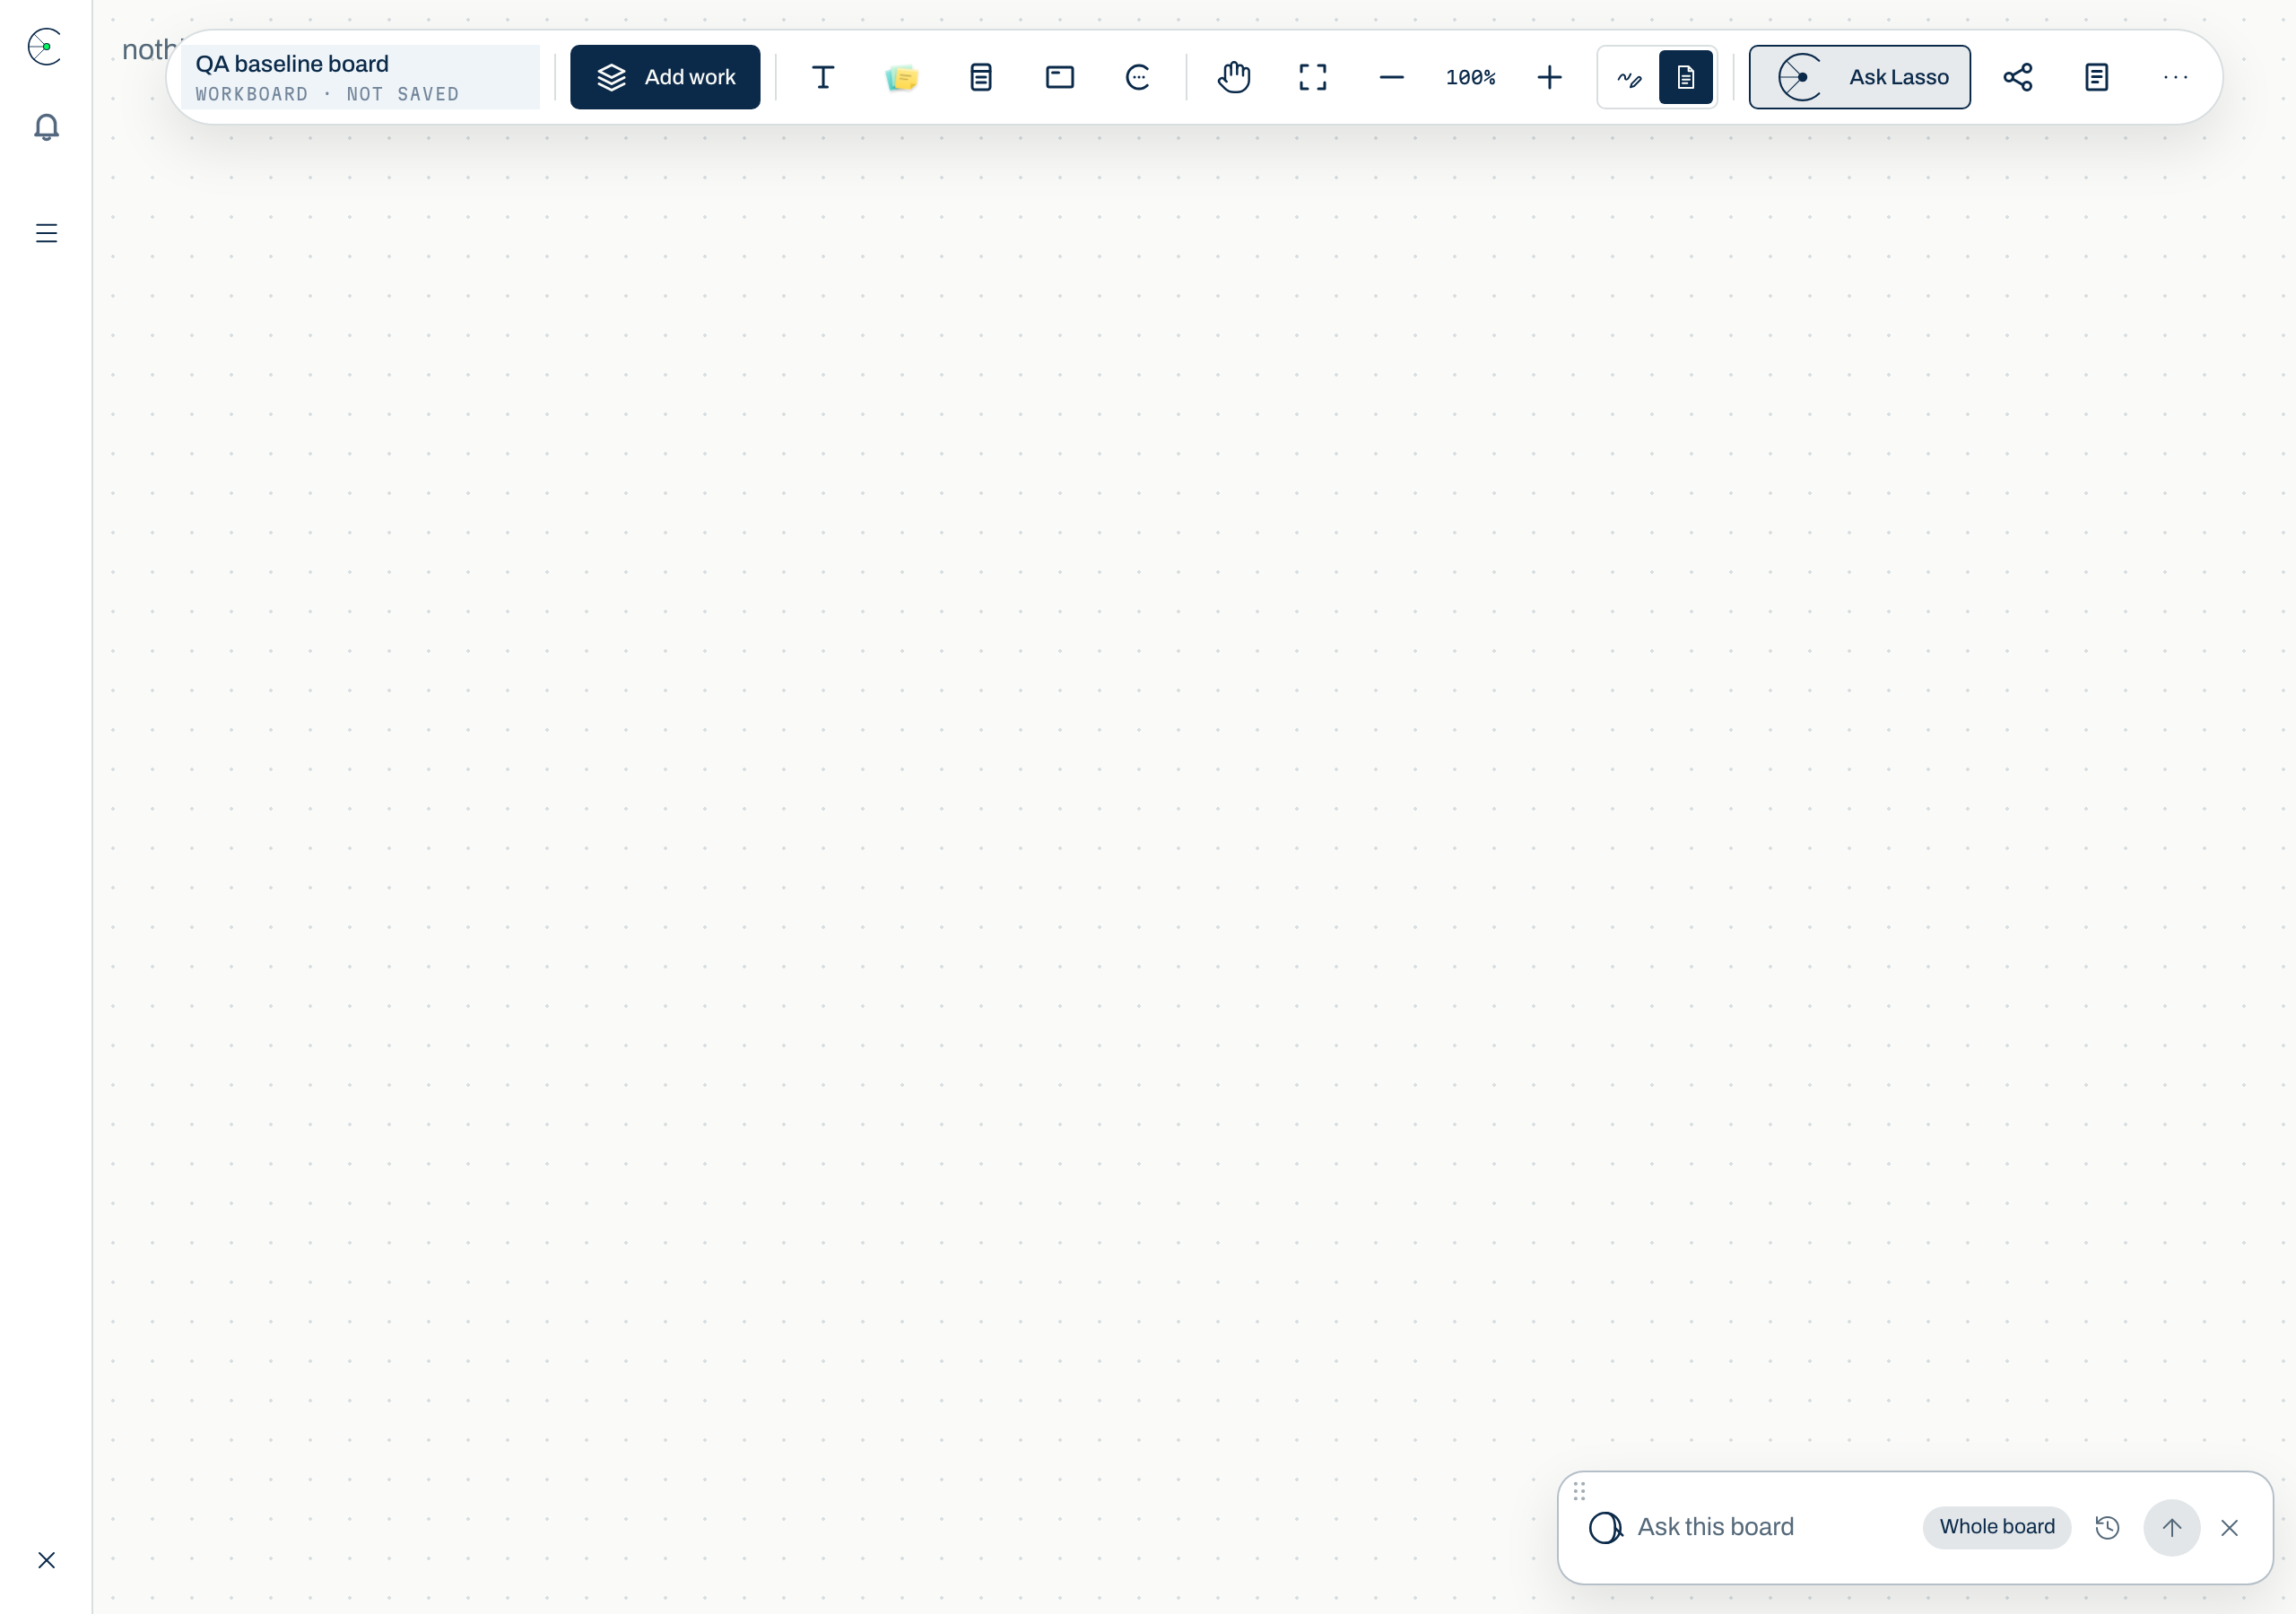 QA baseline board
WORKBOARD · NOT SAVED
Add work
100%
Ask Lasso
Ask this board
Whole board